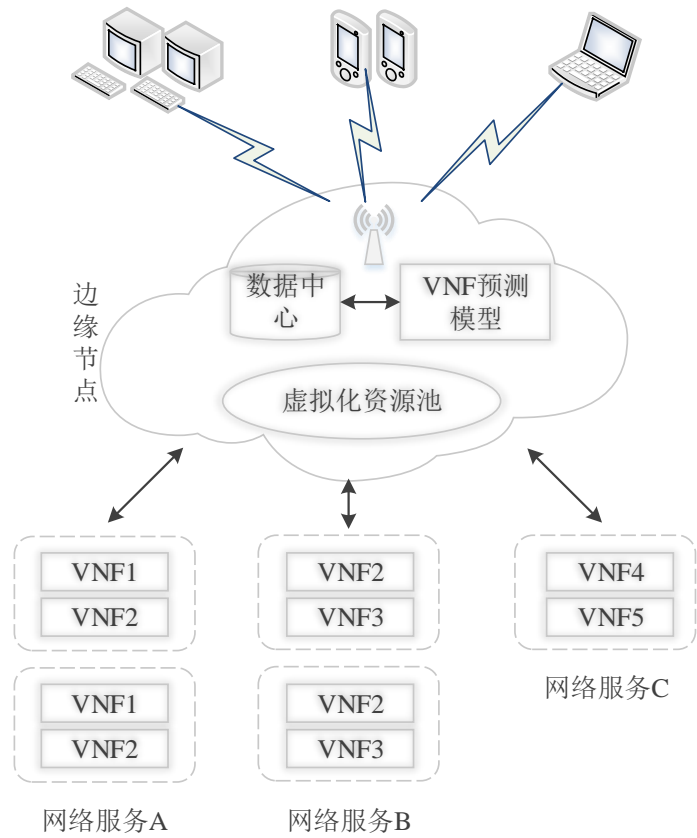 边缘节点
数据中
心
VNF预测
模型
虚拟化资源池
VNF1
VNF2
VNF2
VNF3
VNF4
VNF5
网络服务C
VNF1
VNF2
VNF2
VNF3
网络服务A
网络服务B